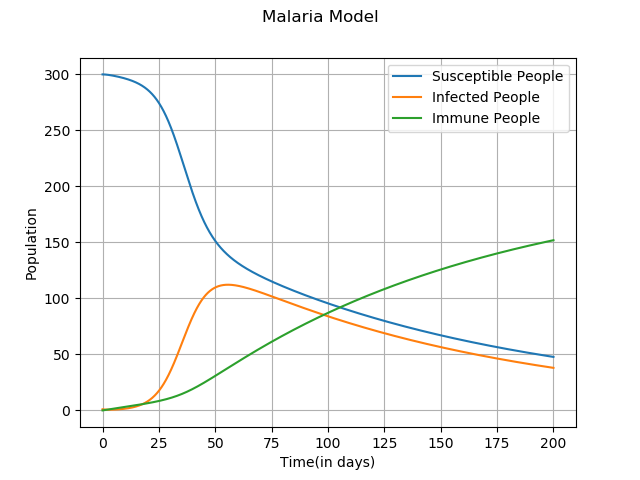 Malaria Model
Susceptible People
Infected People
Immune People
300
250
200
150
100
50
0
Population
0 25 50 75 100 125 150 175 200
Time(in days)